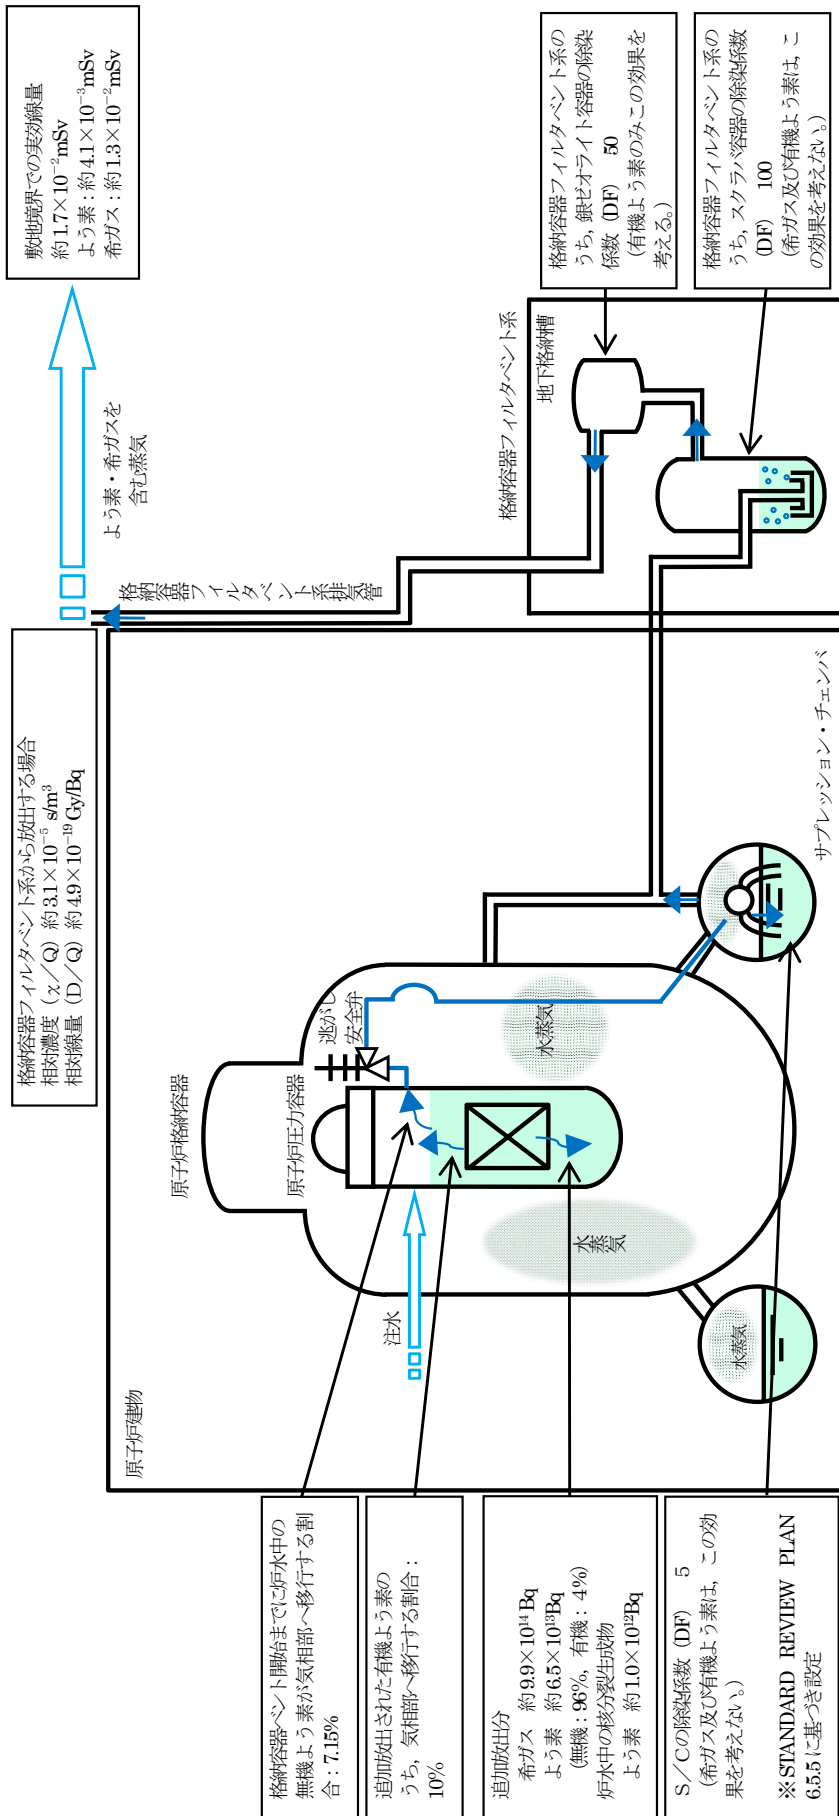 格納容器ベント開始までに炉水中の
無機よう素が気相部へ移行する割
合：7.15%
追加放出された有機よう素の
うち，気相部へ移行する割合：
10%
追加放出分
希ガス　約9.9×10¹⁴Bq
よう素　約6.5×10¹³Bq
(無機：96%，有機：4%)
炉水中の核分裂生成物
よう素　約1.0×10¹²Bq
S／Cの除染係数 (DF)　5
(希ガス及び有機よう素は，この効
果を考えない。)
※STANDARD REVIEW PLAN
6.5.5に基づき設定
原子炉建物
原子炉格納容器
原子炉圧力容器
逃がし
安全弁
注水
水蒸気
水蒸気
水蒸気
サプレッション・チェンバ
格納容器フィルタベント系から放出する場合
相対濃度（χ／Q）約3.1×10⁻⁵ s/m³
相対線量（D／Q）約4.9×10⁻¹⁹ Gy/Bq
格納容器フィルタベント系排気管
よう素・希ガスを
含む蒸気
格納容器フィルタベント系
地下格納槽
敷地境界での実効線量
約1.7×10⁻²mSv
よう素：約4.1×10⁻³mSv
希ガス：約1.3×10⁻²mSv
格納容器フィルタベント系の
うち，銀ゼオライト容器の除染
係数 (DF)　50
(有機よう素のみこの効果を
考える。)
格納容器フィルタベント系の
うち，スクラバ容器の除染係数
(DF)　100
(希ガス及び有機よう素は，こ
の効果を考えない。)